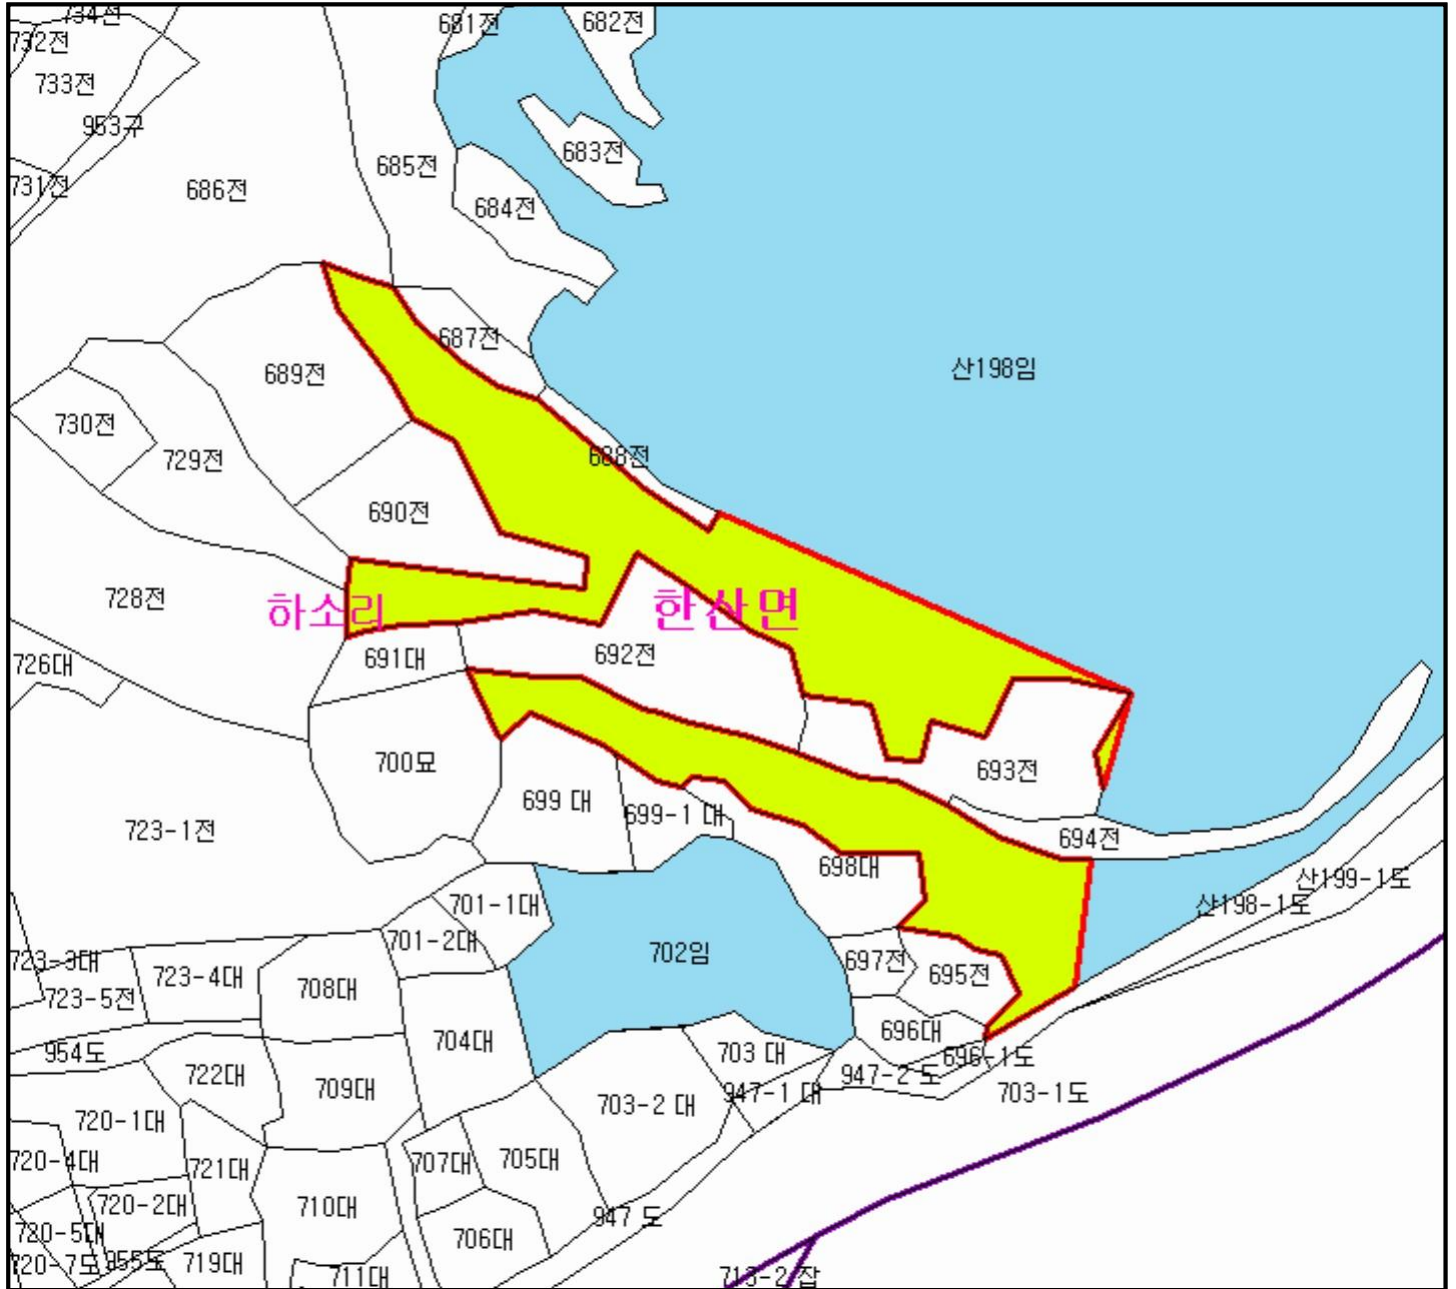 734전
681전
682전
732전
733전
953구
683전
685전
731전
686전
684전
687전
산198임
689전
730전
688전
729전
690전
728전
하소리
한산면
726대
691대
692전
700묘
693전
699 대
699-1 대
723-1전
694전
698대
산199-1도
701-1대
산198-1도
701-2대
702임
697전
695전
723-3대
723-4대
708대
723-5전
696대
704대
703 대
954도
696-1도
722대
947-2 도
709대
947-1 대
703-1도
703-2 대
720-1대
720-4대
721대
707대
705대
720-2대
710대
947 도
720-5대
706대
720-7도
955도
719대
711대
713-2 잡